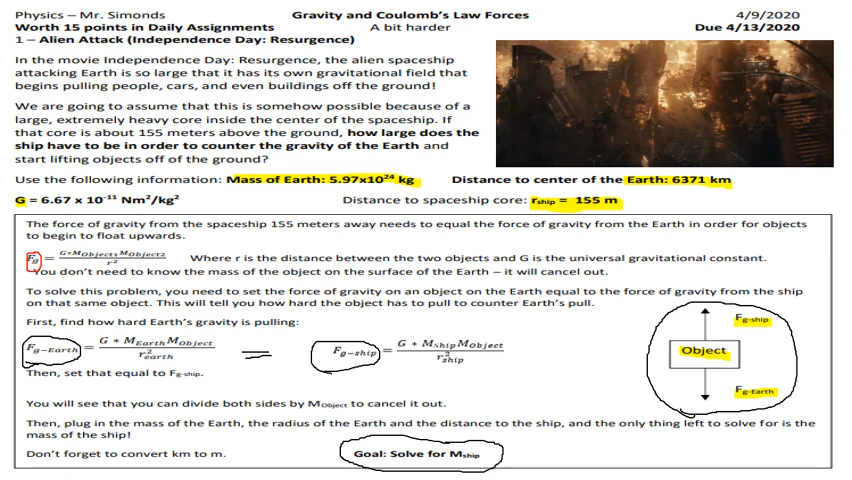 Physics – Mr. Simonds Gravity and Coulomb's Law Forces 4/9/2020
Worth 15 points in Daily Assignments A bit harder Due 4/13/2020
1 – Alien Attack (Independence Day: Resurgence)
In the movie Independence Day: Resurgence, the alien spaceship
attacking Earth is so large that it has its own gravitational field that
begins pulling people, cars, and even buildings off the ground!
We are going to assume that this is somehow possible because of a
large, extremely heavy core inside the center of the spaceship. If
that core is about 155 meters above the ground, how large does the
ship have to be in order to counter the gravity of the Earth and
start lifting objects off of the ground?
Use the following information: Mass of Earth: 5.97x10²⁴ kg Distance to center of the Earth: 6371 km
G = 6.67 x 10⁻¹¹ Nm²/kg² Distance to spaceship core: r_ship = 155 m
The force of gravity from the spaceship 155 meters away needs to equal the force of gravity from the Earth in order for objects
to begin to float upwards.
F_g = G*M_Object1 M_Object2 / r² Where r is the distance between the two objects and G is the universal gravitational constant.
You don't need to know the mass of the object on the surface of the Earth – it will cancel out.
To solve this problem, you need to set the force of gravity on an object on the Earth equal to the force of gravity from the ship
on that same object. This will tell you how hard the object has to pull to counter Earth's pull.
First, find how hard Earth's gravity is pulling:
F_g−Earth = G * M_Earth M_Object / r²_earth = F_g−ship = G * M_Ship M_Object / r²_ship
Then, set that equal to F_g-ship.
You will see that you can divide both sides by M_Object to cancel it out.
Then, plug in the mass of the Earth, the radius of the Earth and the distance to the ship, and the only thing left to solve for is the
mass of the ship!
Don't forget to convert km to m. Goal: Solve for M_ship
F_g-ship
Object
F_g-Earth